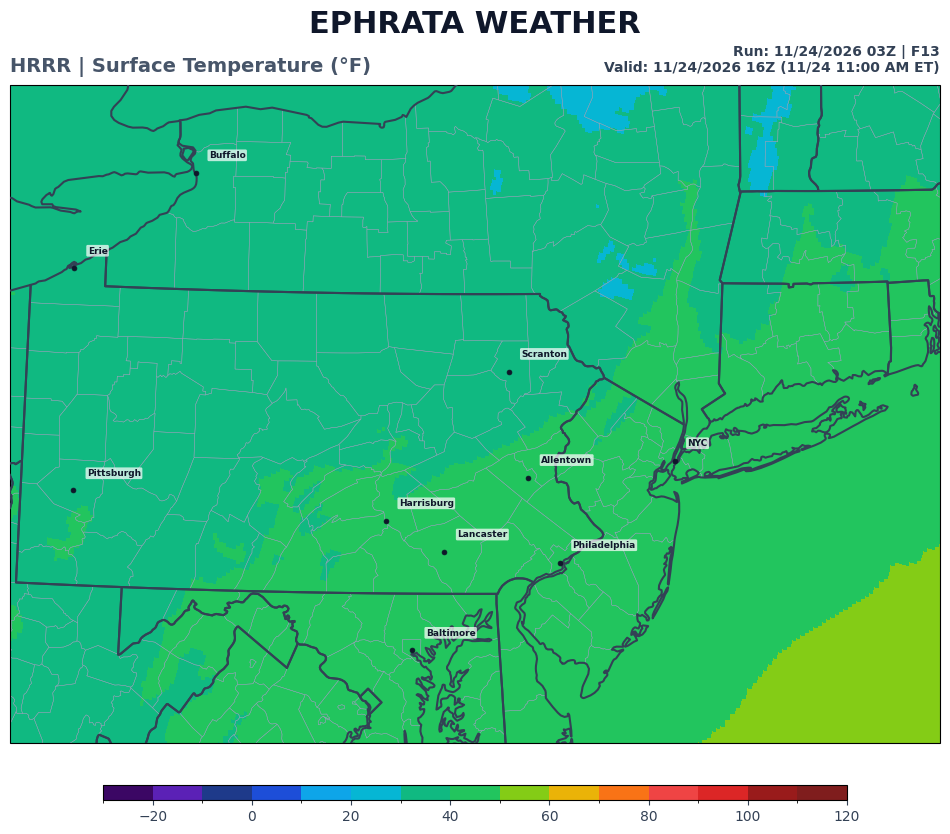 EPHRATA WEATHER
HRRR | Surface Temperature (°F)
Run: 11/24/2026 03Z | F13
Valid: 11/24/2026 16Z (11/24 11:00 AM ET)
Buffalo
Erie
Scranton
NYC
Allentown
Pittsburgh
Harrisburg
Lancaster
Philadelphia
Baltimore
−20 0 20 40 60 80 100 120